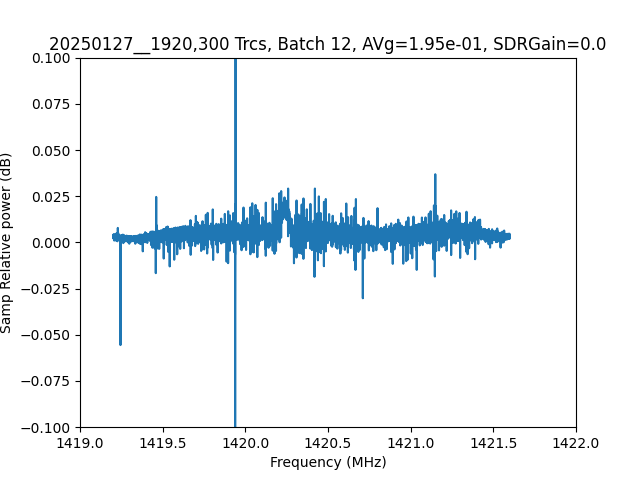 20250127__1920,300 Trcs, Batch 12, AVg=1.95e-01, SDRGain=0.0
0.100
0.075
0.050
0.025
0.000
−0.025
−0.050
−0.075
−0.100
Samp Relative power (dB)
1419.0 1419.5 1420.0 1420.5 1421.0 1421.5 1422.0
Frequency (MHz)